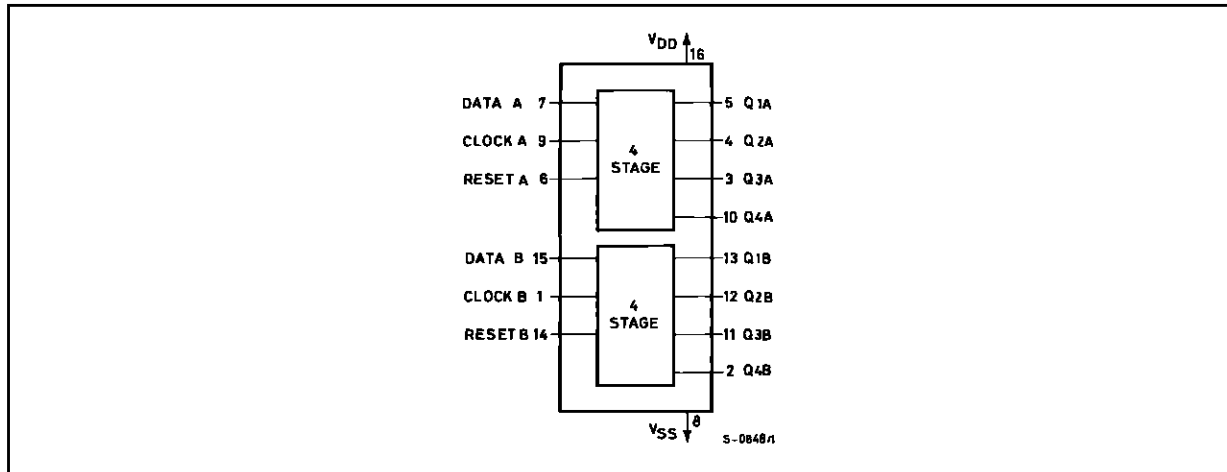 VDD 16
DATA A 7
5 Q1A
CLOCK A 9
4 Q2A
4
STAGE
RESET A 6
3 Q3A
10 Q4A
DATA B 15
13 Q1B
CLOCK B 1
12 Q2B
4
STAGE
RESET B 14
11 Q3B
2 Q4B
VSS 8
S-0848/1